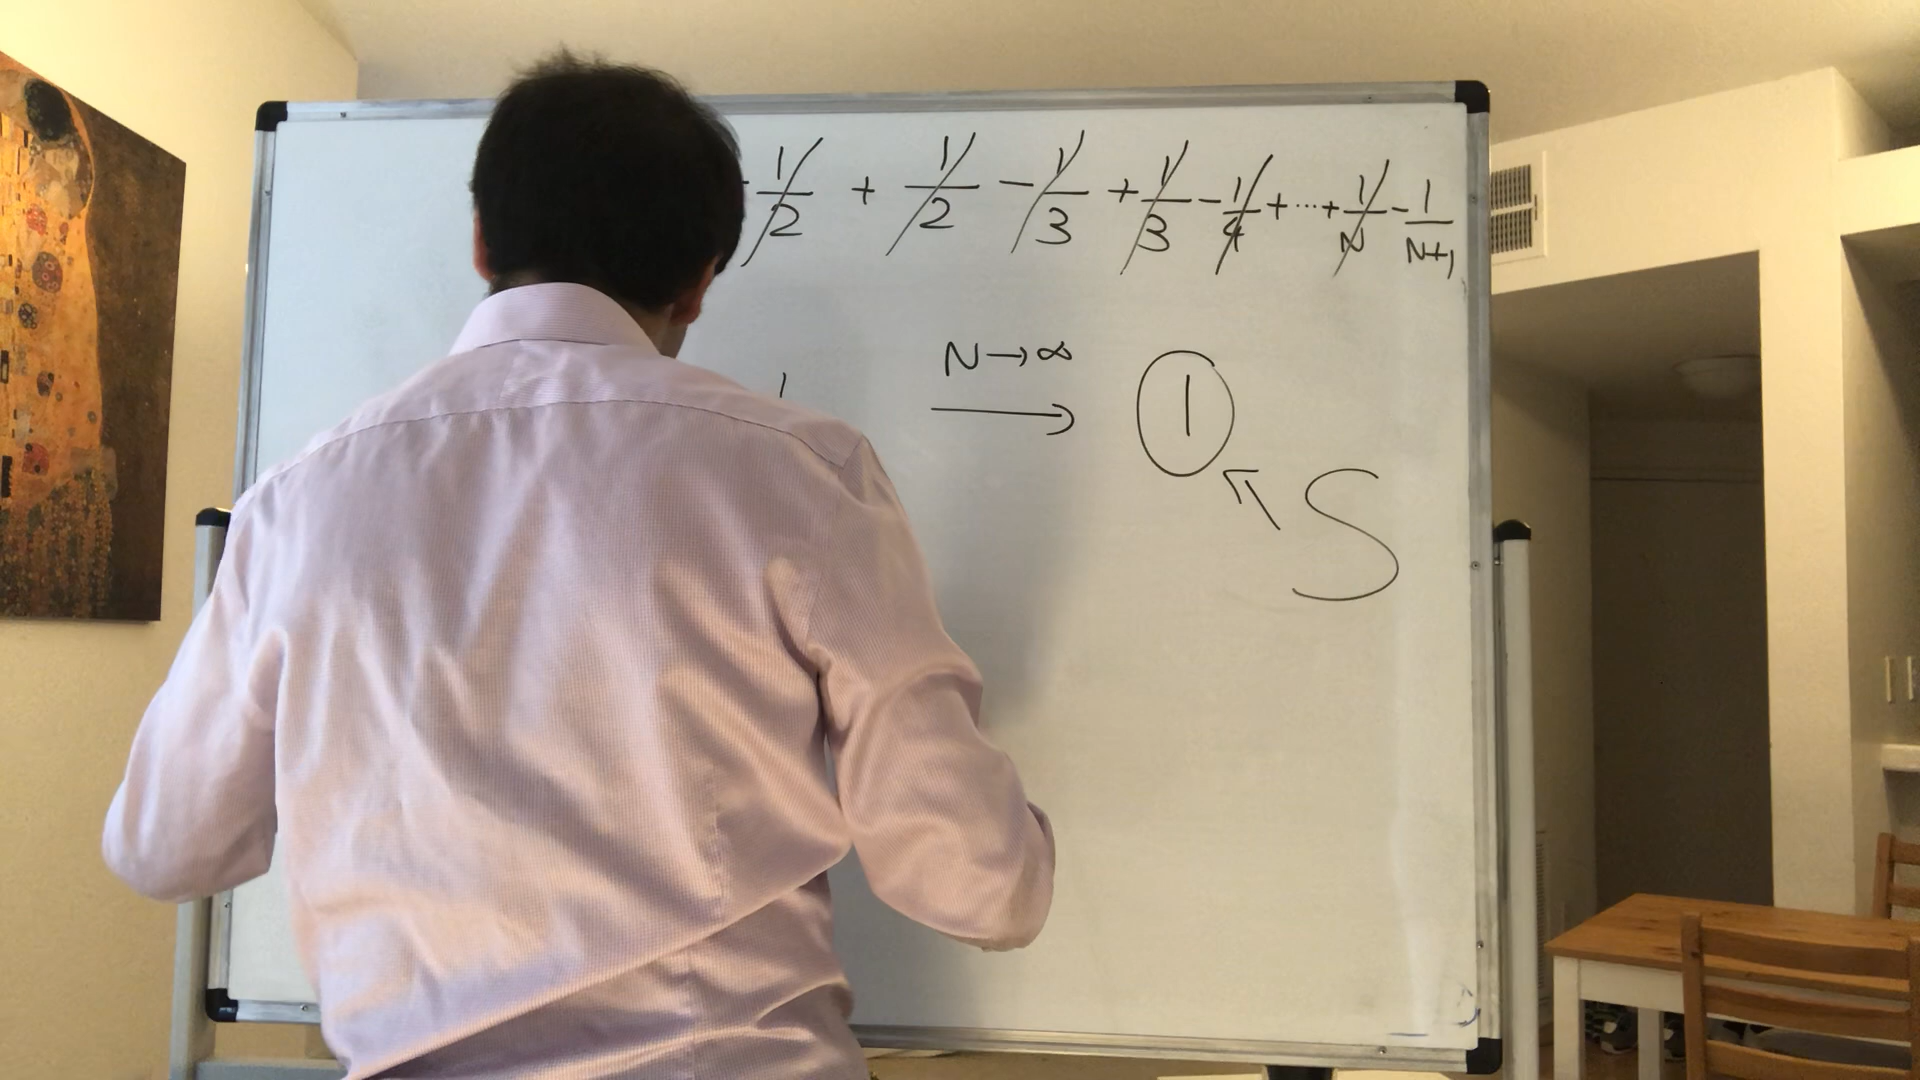 - 1/2 + 1/2 - 1/3 + 1/3 - 1/4 + ... + 1/N - 1/N+1
N→∞
→ 1
S